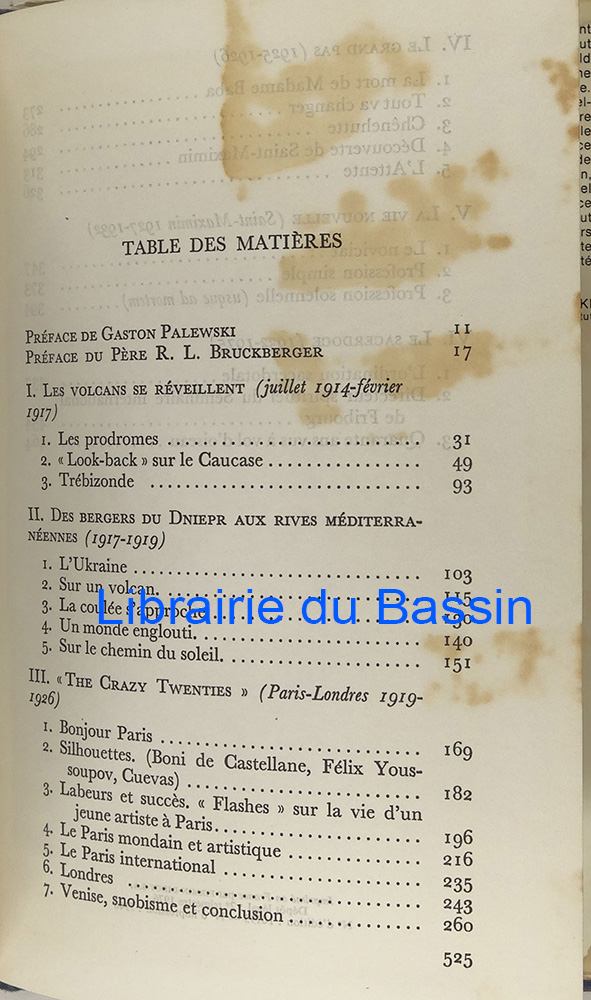 TABLE DES MATIÈRES
PRÉFACE DE GASTON PALEWSKI 11
PRÉFACE DU PÈRE R. L. BRUCKBERGER 17
I. LES VOLCANS SE RÉVEILLENT (juillet 1914-février
1917)
1. Les prodromes 31
2. « Look-back » sur le Caucase 49
3. Trébizonde 93
II. DES BERGERS DU DNIEPR AUX RIVES MÉDITERRA-
NÉENNES (1917-1919)
1. L'Ukraine 103
2. Sur un volcan. 115
3. La coulée s'approche 130
Librairie du Bassin
4. Un monde englouti. 140
5. Sur le chemin du soleil. 151
III. « THE CRAZY TWENTIES » (Paris-Londres 1919-
1926)
1. Bonjour Paris 169
2. Silhouettes. (Boni de Castellane, Félix Yous-
soupov, Cuevas) 182
3. Labeurs et succès. « Flashes » sur la vie d'un
jeune artiste à Paris. 196
4. Le Paris mondain et artistique 216
5. Le Paris international 235
6. Londres 243
7. Venise, snobisme et conclusion 260
525